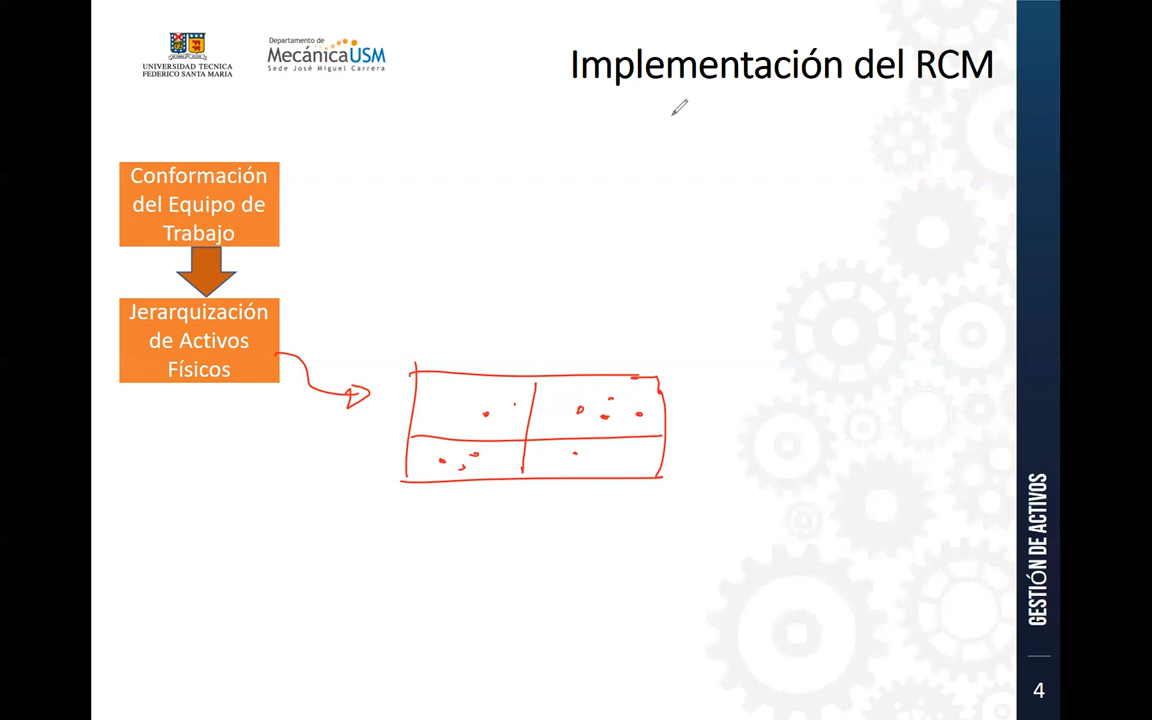 UNIVERSIDAD TECNICA
FEDERICO SANTA MARIA
Departamento de
MecánicaUSM
Sede José Miguel Carrera
Implementación del RCM
Conformación
del Equipo de
Trabajo
Jerarquización
de Activos
Físicos
GESTIÓN DE ACTIVOS
4